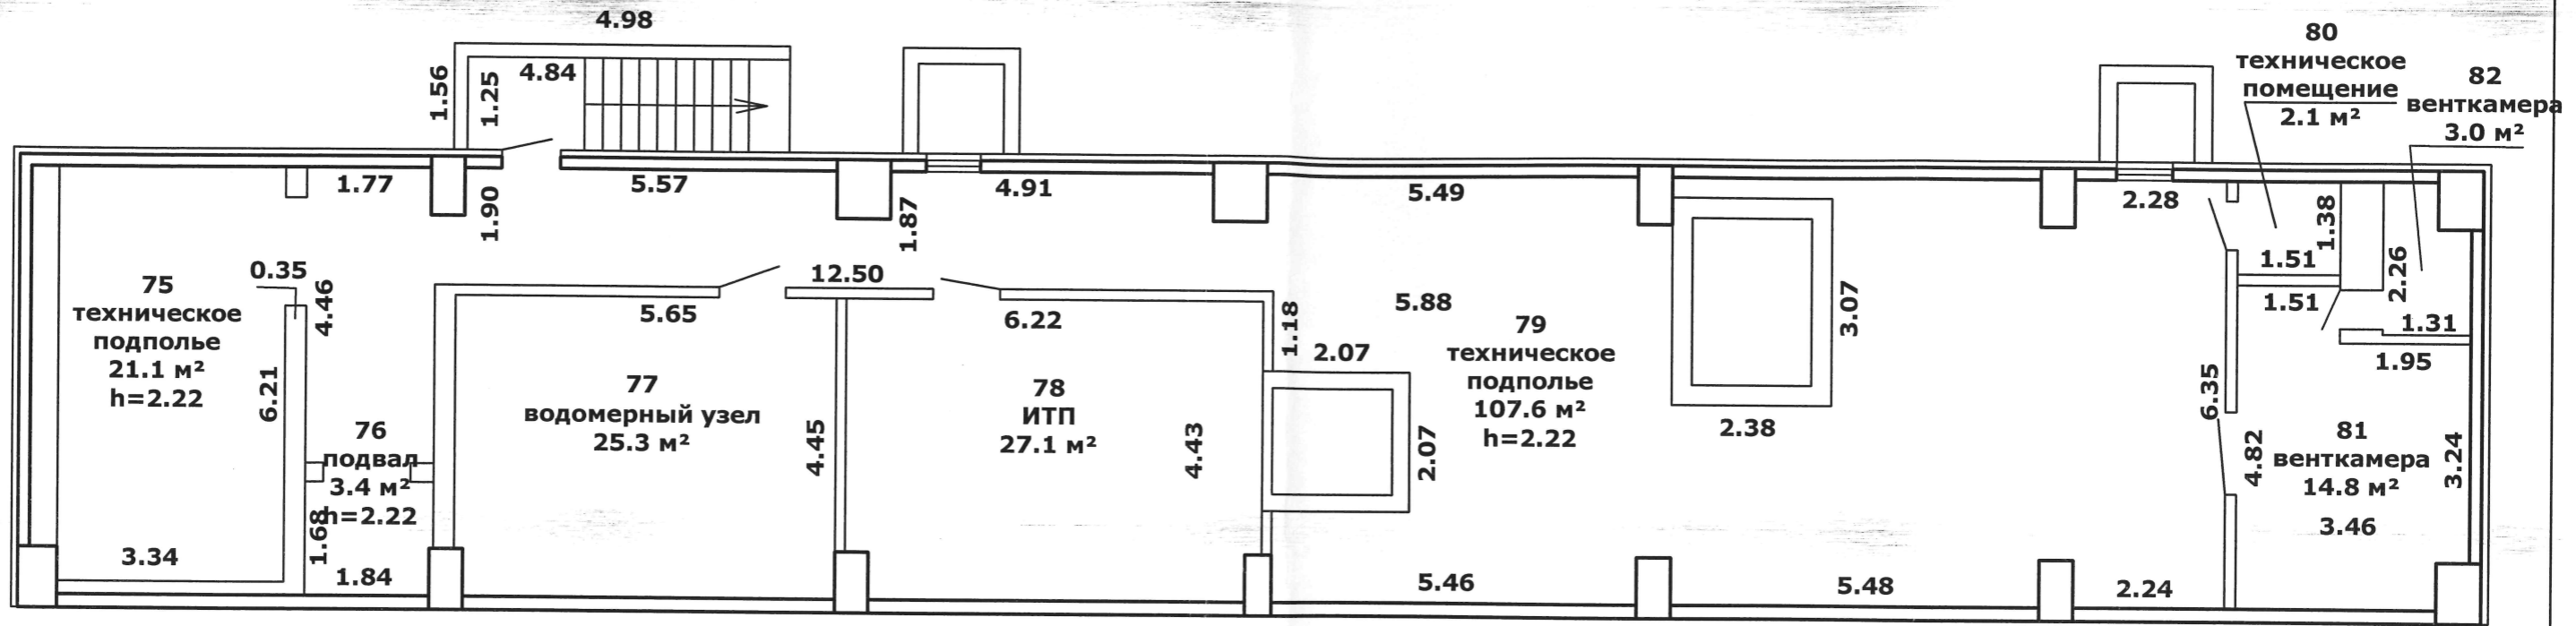 4.98
4.84
1.56
1.25
80
техническое
помещение
2.1 м²
82
венткамера
3.0 м²
1.77
1.90
5.57
1.87
4.91
5.49
2.28
1.38
1.51
1.51
2.26
1.31
1.95
75
техническое
подполье
21.1 м²
h=2.22
0.35
4.46
6.21
3.34
76
подвал
3.4 м²
h=2.22
1.68
1.84
5.65
12.50
77
водомерный узел
25.3 м²
4.45
6.22
78
ИТП
27.1 м²
4.43
1.18
2.07
2.07
5.88
79
техническое
подполье
107.6 м²
h=2.22
3.07
2.38
5.46
5.48
2.24
6.35
4.82
81
венткамера
14.8 м²
3.46
3.24